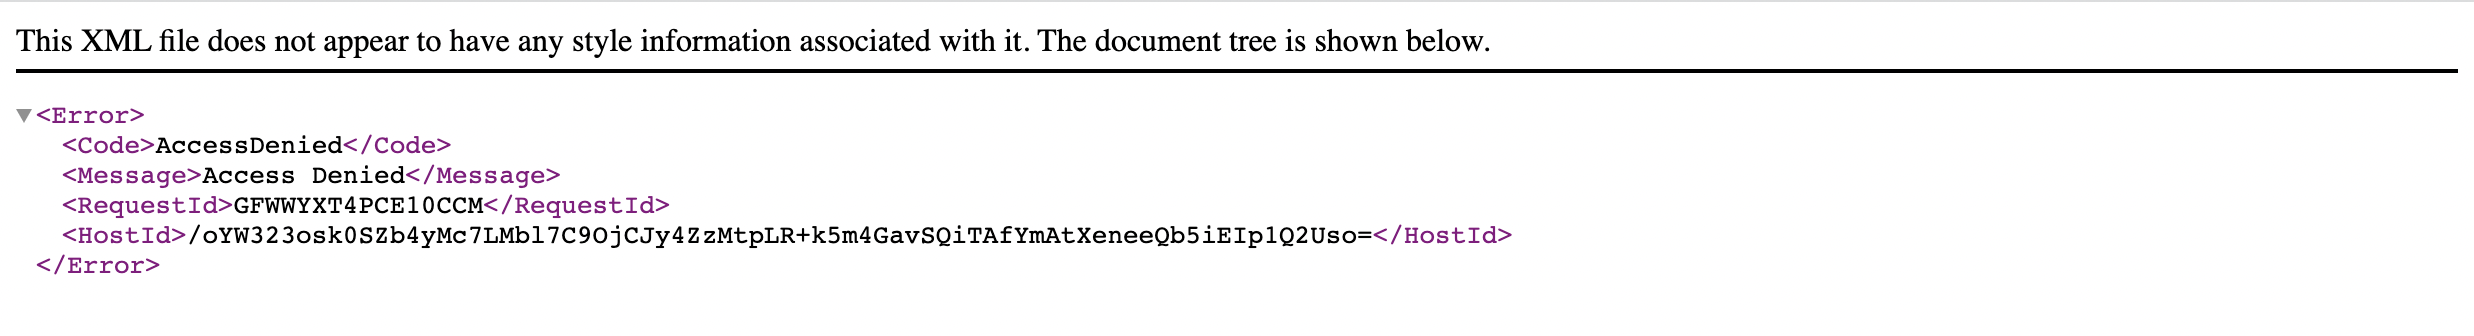 This XML file does not appear to have any style information associated with it. The document tree is shown below.
▼<Error>
<Code>AccessDenied</Code>
<Message>Access Denied</Message>
<RequestId>GFWWYXT4PCE10CCM</RequestId>
<HostId>/oYW323osk0SZb4yMc7LMbl7C9OjCJy4ZzMtpLR+k5m4GavSQiTAfYmAtXeneeQb5iEIp1Q2Uso=</HostId>
</Error>